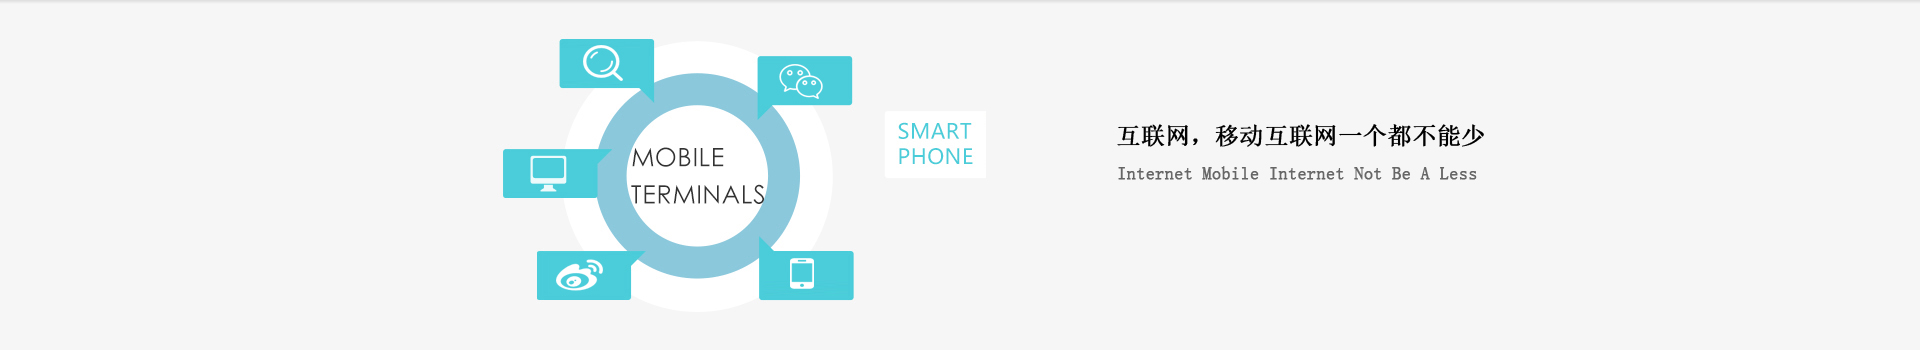 MOBILE
TERMINALS
SMART
PHONE
互联网，移动互联网一个都不能少
Internet Mobile Internet Not Be A Less